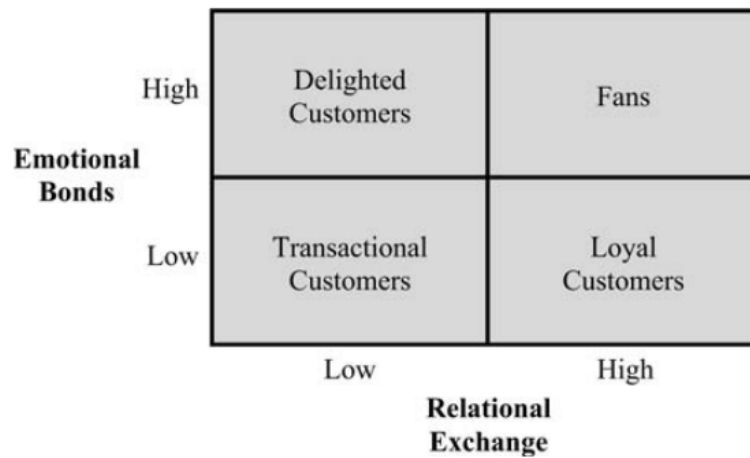 High
Delighted
Customers
Fans
Emotional
Bonds
Low
Transactional
Customers
Loyal
Customers
Low
High
Relational
Exchange